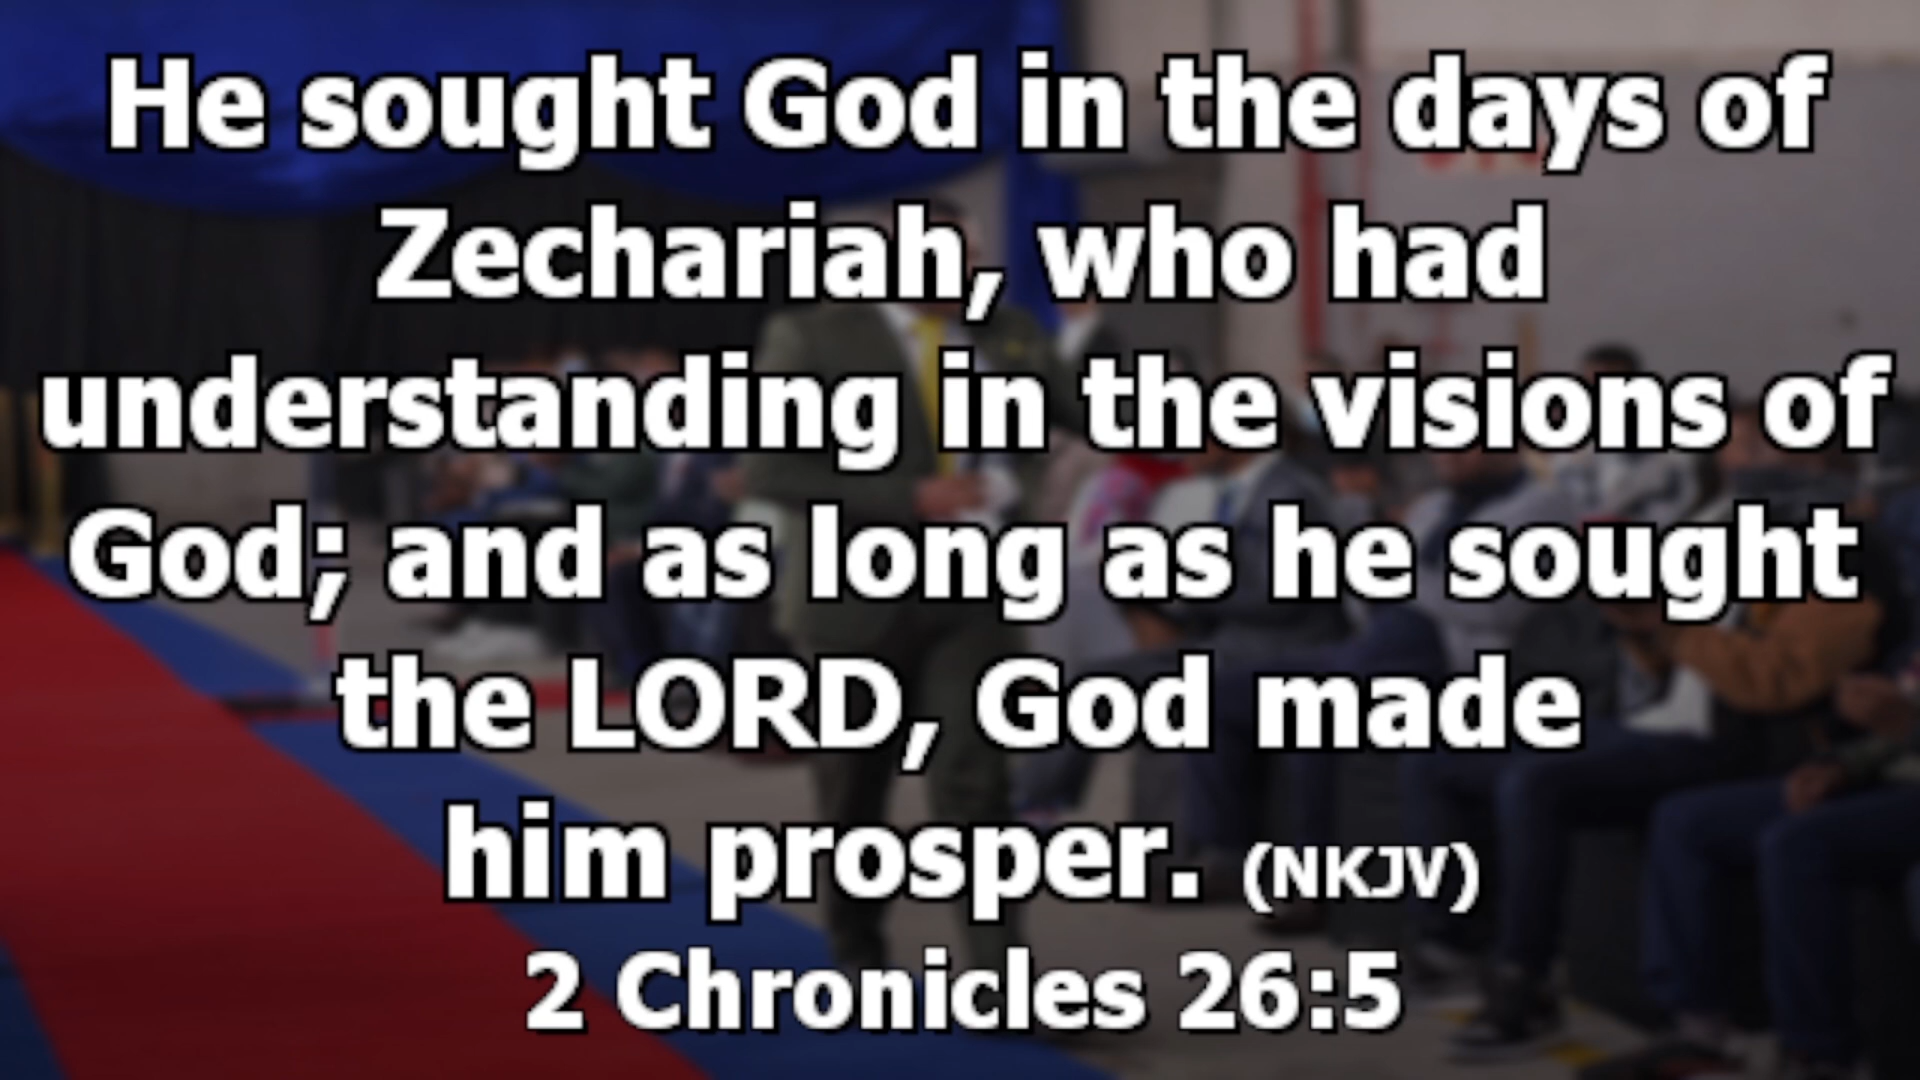 He sought God in the days of
Zechariah, who had
understanding in the visions of
God; and as long as he sought
the LORD, God made
him prosper. (NKJV)
2 Chronicles 26:5